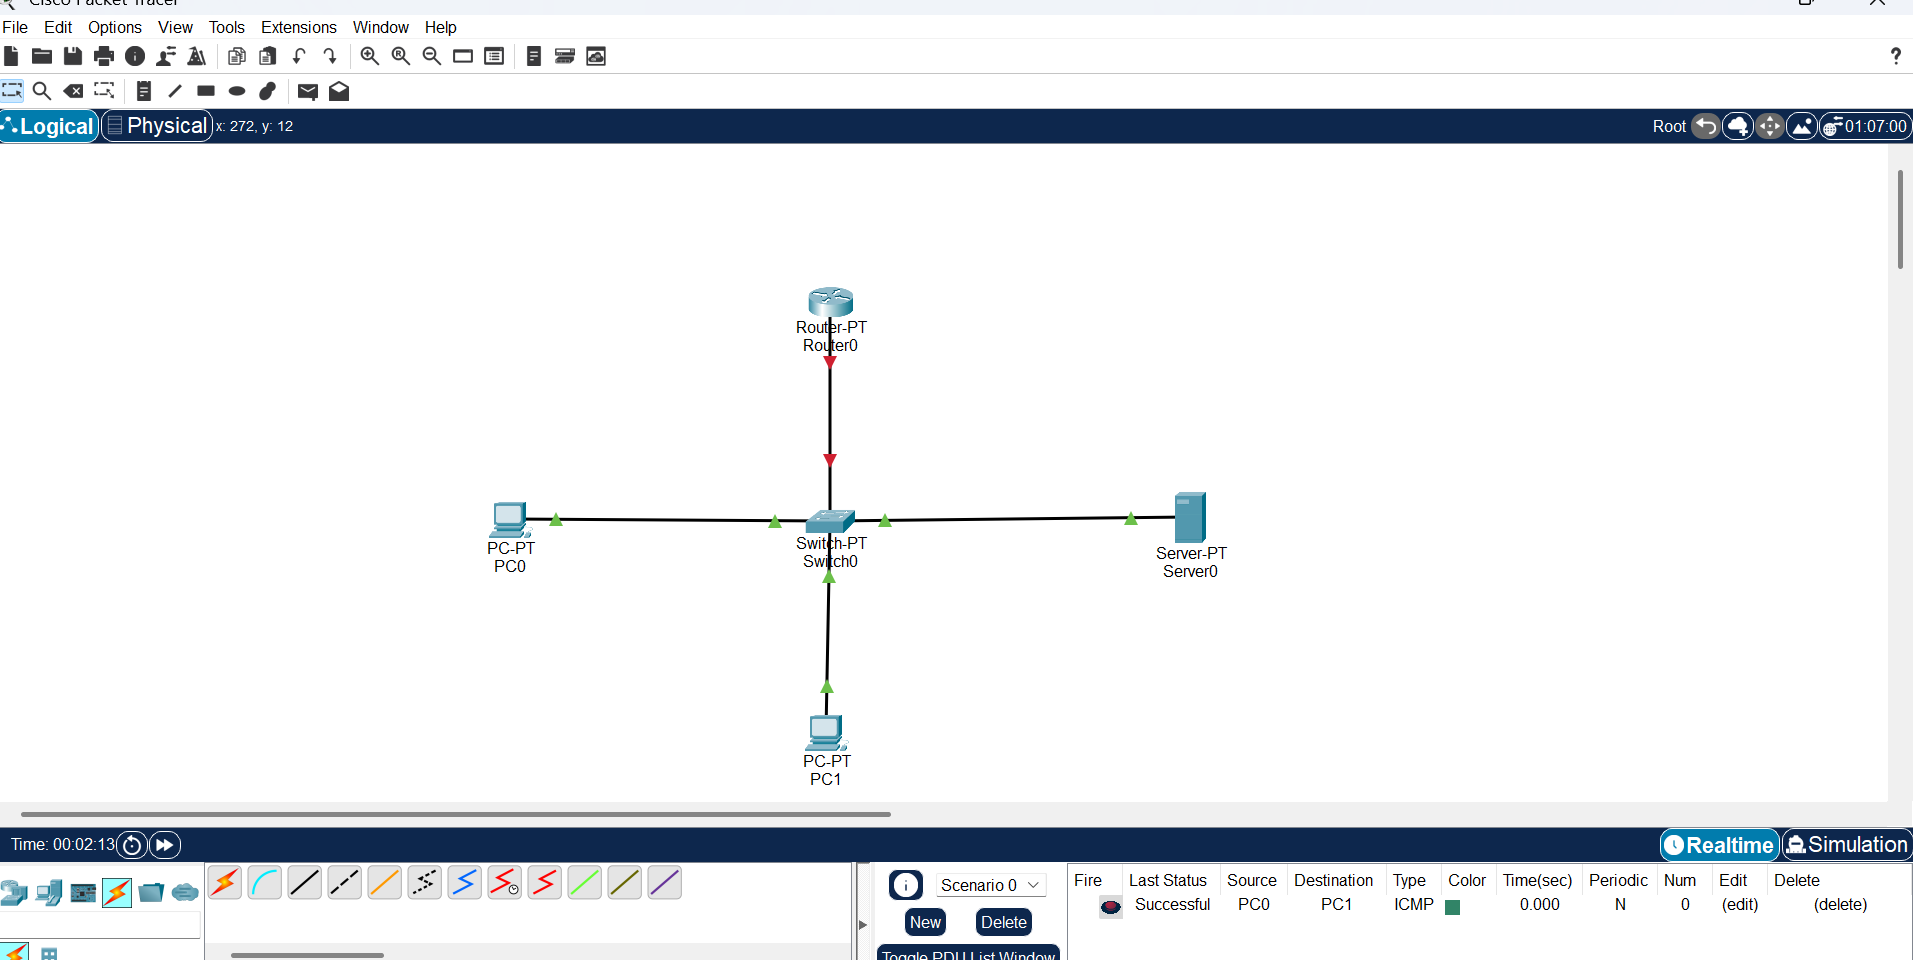 Cisco Packet Tracer
File Edit Options View Tools Extensions Window Help
?
Logical Physical x: 272, y: 12 Root 01:07:00
Router-PT
Router0
PC-PT
PC0
Switch-PT
Switch0
Server-PT
Server0
PC-PT
PC1
Time: 00:02:13 Realtime Simulation
Scenario 0
New Delete
Toggle PDU List Window
Fire Last Status Source Destination Type Color Time(sec) Periodic Num Edit Delete
Successful PC0 PC1 ICMP 0.000 N 0 (edit) (delete)